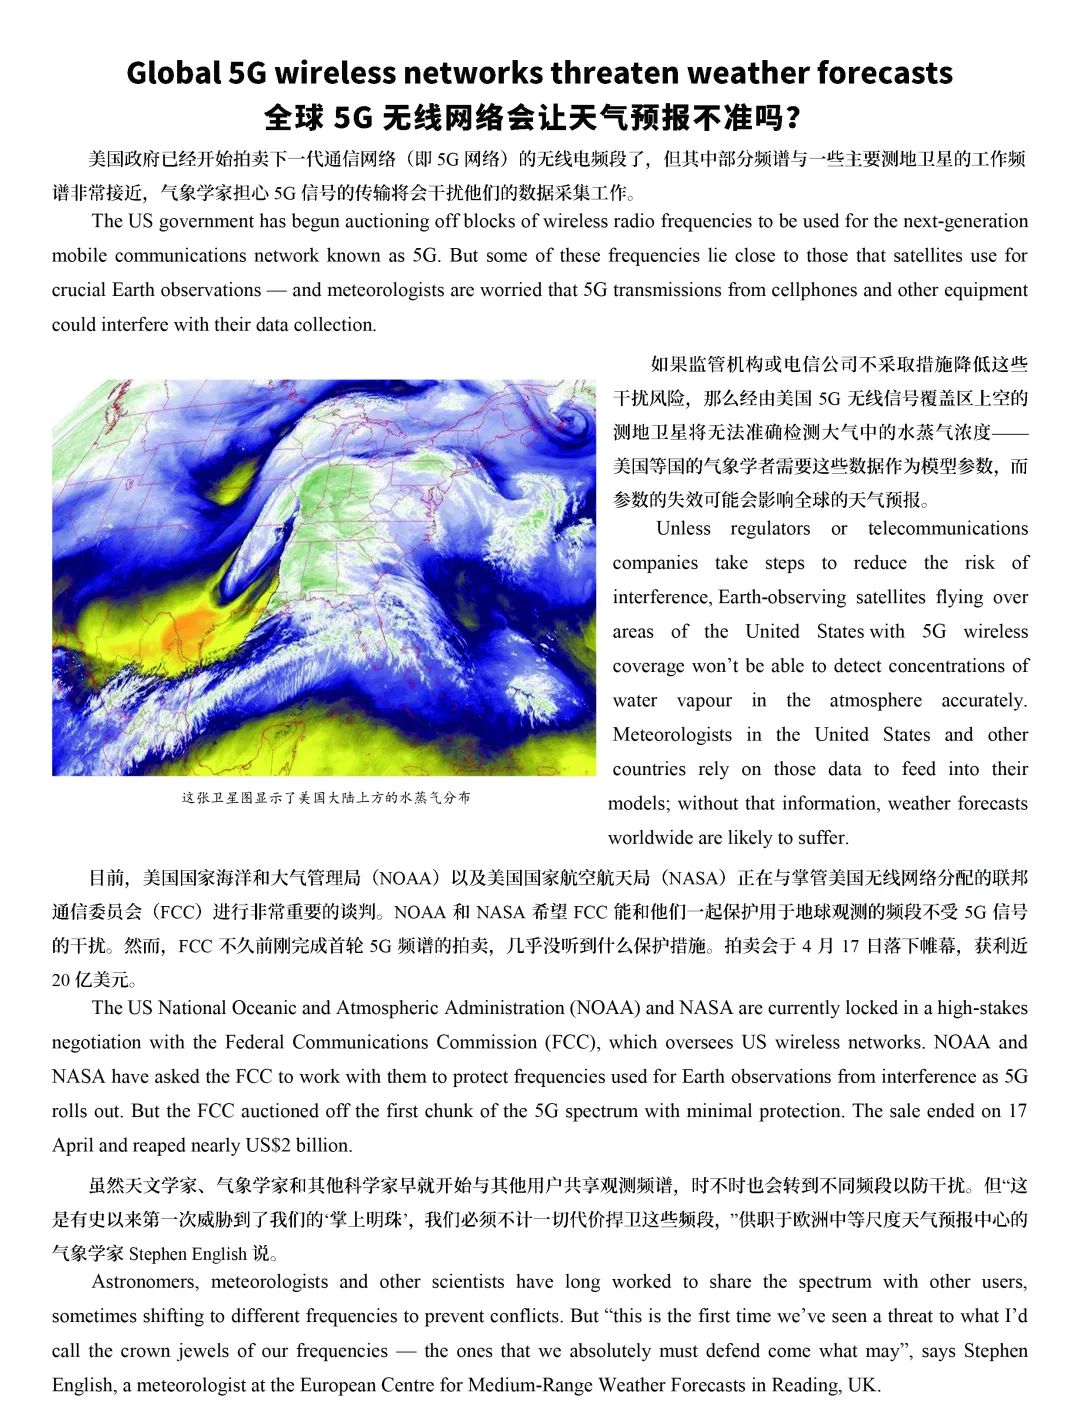 Global 5G wireless networks threaten weather forecasts
全球 5G 无线网络会让天气预报不准吗？
美国政府已经开始拍卖下一代通信网络（即 5G 网络）的无线电频段了，但其中部分频谱与一些主要测地卫星的工作频
谱非常接近，气象学家担心 5G 信号的传输将会干扰他们的数据采集工作。
The US government has begun auctioning off blocks of wireless radio frequencies to be used for the next-generation
mobile communications network known as 5G. But some of these frequencies lie close to those that satellites use for
crucial Earth observations — and meteorologists are worried that 5G transmissions from cellphones and other equipment
could interfere with their data collection.
如果监管机构或电信公司不采取措施降低这些
干扰风险，那么经由美国 5G 无线信号覆盖区上空的
测地卫星将无法准确检测大气中的水蒸气浓度——
美国等国的气象学者需要这些数据作为模型参数，而
参数的失效可能会影响全球的天气预报。
Unless regulators or telecommunications
companies take steps to reduce the risk of
interference, Earth-observing satellites flying over
areas of the United States with 5G wireless
coverage won’t be able to detect concentrations of
water vapour in the atmosphere accurately.
Meteorologists in the United States and other
countries rely on those data to feed into their
models; without that information, weather forecasts
worldwide are likely to suffer.
这张卫星图显示了美国大陆上方的水蒸气分布
目前，美国国家海洋和大气管理局（NOAA）以及美国国家航空航天局（NASA）正在与掌管美国无线网络分配的联邦
通信委员会（FCC）进行非常重要的谈判。NOAA 和 NASA 希望 FCC 能和他们一起保护用于地球观测的频段不受 5G 信号
的干扰。然而，FCC 不久前刚完成首轮 5G 频谱的拍卖，几乎没听到什么保护措施。拍卖会于 4 月 17 日落下帷幕，获利近
20 亿美元。
The US National Oceanic and Atmospheric Administration (NOAA) and NASA are currently locked in a high-stakes
negotiation with the Federal Communications Commission (FCC), which oversees US wireless networks. NOAA and
NASA have asked the FCC to work with them to protect frequencies used for Earth observations from interference as 5G
rolls out. But the FCC auctioned off the first chunk of the 5G spectrum with minimal protection. The sale ended on 17
April and reaped nearly US$2 billion.
虽然天文学家、气象学家和其他科学家早就开始与其他用户共享观测频谱，时不时也会转到不同频段以防干扰。但“这
是有史以来第一次威胁到了我们的‘掌上明珠’，我们必须不计一切代价捍卫这些频段，”供职于欧洲中等尺度天气预报中心的
气象学家 Stephen English 说。
Astronomers, meteorologists and other scientists have long worked to share the spectrum with other users,
sometimes shifting to different frequencies to prevent conflicts. But “this is the first time we’ve seen a threat to what I’d
call the crown jewels of our frequencies — the ones that we absolutely must defend come what may”, says Stephen
English, a meteorologist at the European Centre for Medium-Range Weather Forecasts in Reading, UK.